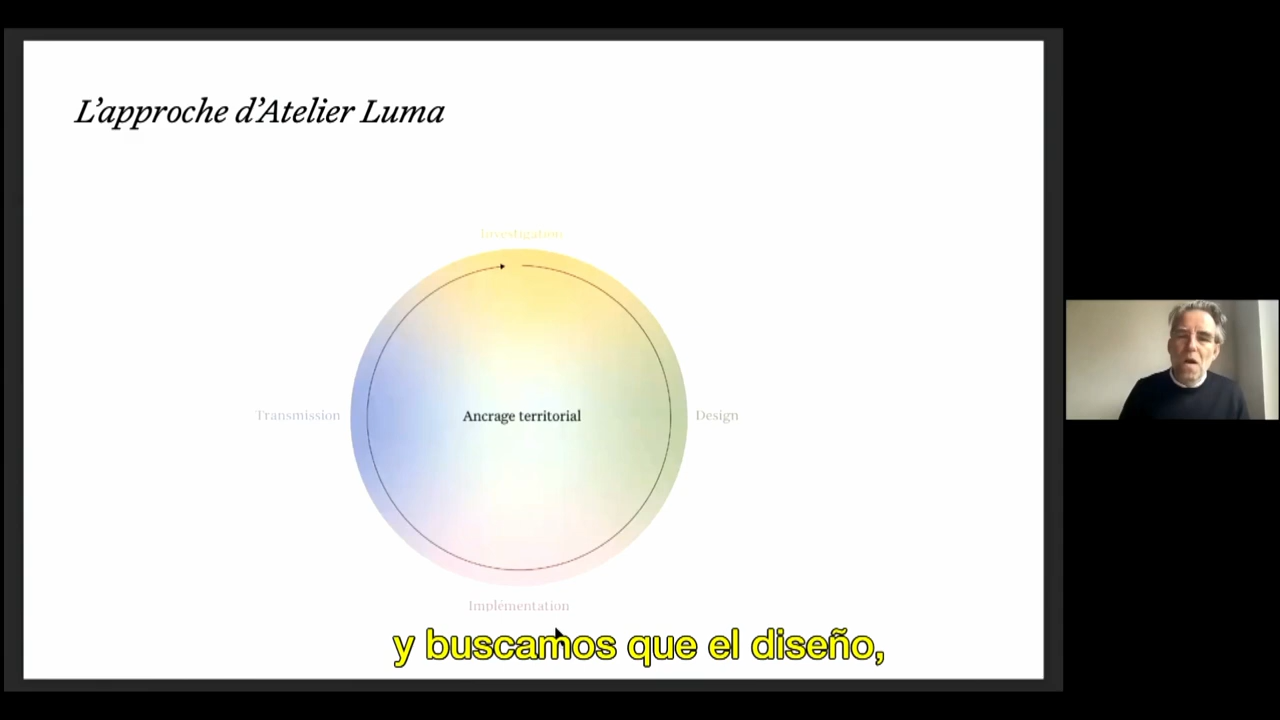 L’approche d’Atelier Luma
Investigation
Transmission
Ancrage territorial
Design
Implémentation
y buscamos que el diseño,